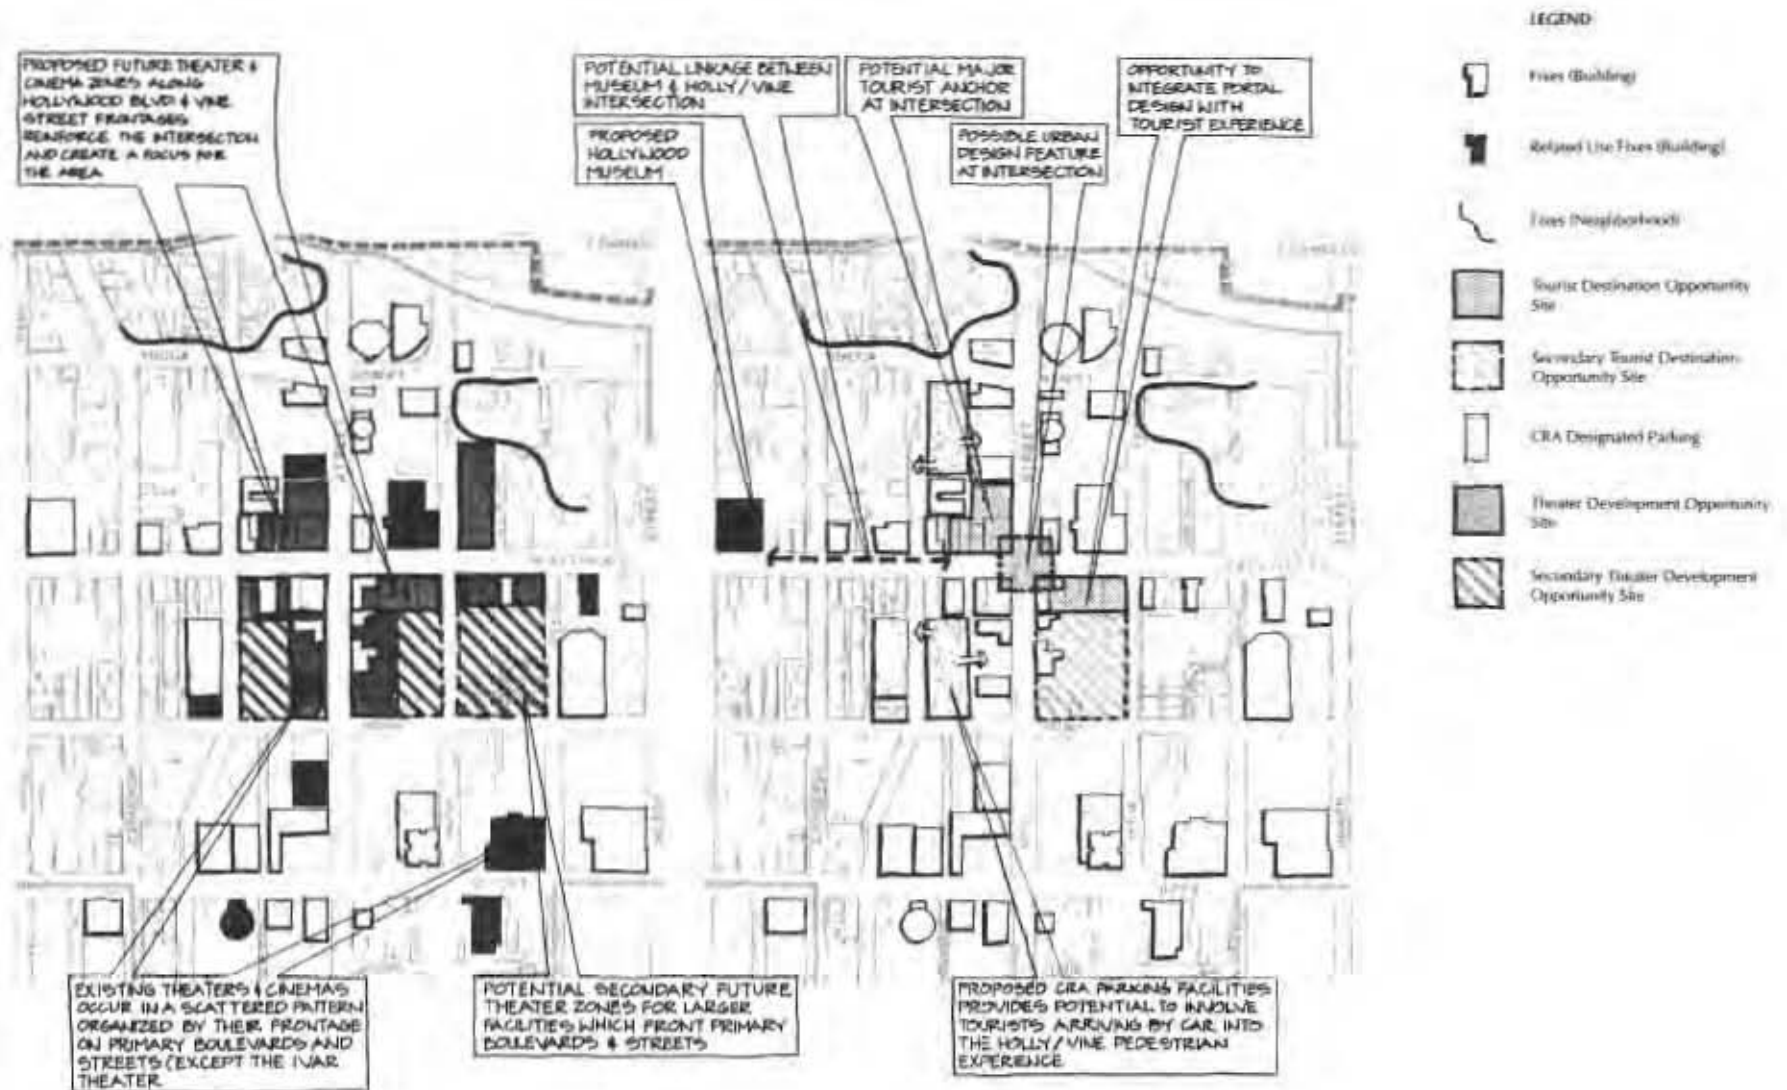 PROPOSED FUTURE THEATER &
CINEMA ZONES ALONG
HOLLYWOOD BLVD & VINE
STREET FRONTAGES
REINFORCE THE INTERSECTION
AND CREATE A FOCUS FOR
THE AREA
POTENTIAL LINKAGE BETWEEN
MUSEUM & HOLLY/VINE
INTERSECTION
PROPOSED
HOLLYWOOD
MUSEUM
POTENTIAL MAJOR
TOURIST ANCHOR
AT INTERSECTION
POSSIBLE URBAN
DESIGN FEATURE
AT INTERSECTION
OPPORTUNITY TO
INTEGRATE PORTAL
DESIGN WITH
TOURIST EXPERIENCE
LEGEND
Fixes (Building)
Related Use Fixes (Building)
Fixes (Neighborhood)
Tourist Destination Opportunity
Site
Secondary Tourist Destination
Opportunity Site
CRA Designated Parking
Theater Development Opportunity
Site
Secondary Theater Development
Opportunity Site
STREET
EXISTING THEATERS & CINEMAS
OCCUR IN A SCATTERED PATTERN
ORGANIZED BY THEIR FRONTAGE
ON PRIMARY BOULEVARDS AND
STREETS (EXCEPT THE IVAR
THEATER
POTENTIAL SECONDARY FUTURE
THEATER ZONES FOR LARGER
FACILITIES WHICH FRONT PRIMARY
BOULEVARDS & STREETS
PROPOSED CRA PARKING FACILITIES
PROVIDES POTENTIAL TO INVOLVE
TOURISTS ARRIVING BY CAR INTO
THE HOLLY/VINE PEDESTRIAN
EXPERIENCE